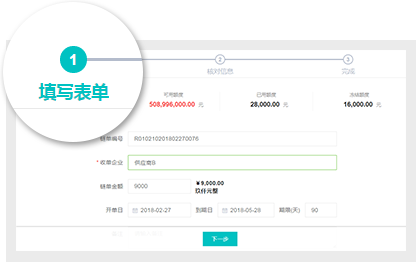 1 2 3
填写表单 核对信息 完成
可用额度 已用额度 冻结额度
508,996,000.00 元 28,000.00 元 16,000.00 元
链单编号 R010210201802270076
* 收单企业 供应商B
链单金额 9000 ¥9,000.00
玖仟元整
开单日 2018-02-27 到期日 2018-05-28 期限(天) 90
下一步